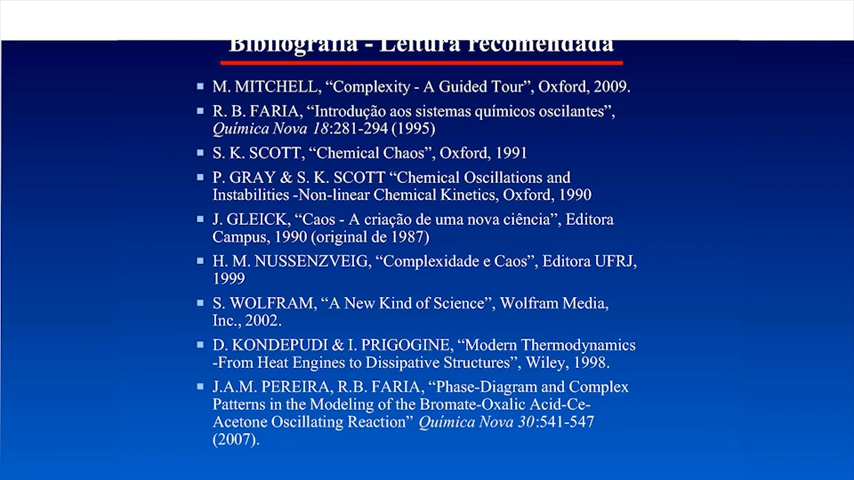 Bibliografia - Leitura recomendada
M. MITCHELL, “Complexity - A Guided Tour”, Oxford, 2009.
R. B. FARIA, “Introdução aos sistemas químicos oscilantes”,
Química Nova 18:281-294 (1995)
S. K. SCOTT, “Chemical Chaos”, Oxford, 1991
P. GRAY & S. K. SCOTT “Chemical Oscillations and
Instabilities -Non-linear Chemical Kinetics, Oxford, 1990
J. GLEICK, “Caos - A criação de uma nova ciência”, Editora
Campus, 1990 (original de 1987)
H. M. NUSSENZVEIG, “Complexidade e Caos”, Editora UFRJ,
1999
S. WOLFRAM, “A New Kind of Science”, Wolfram Media,
Inc., 2002.
D. KONDEPUDI & I. PRIGOGINE, “Modern Thermodynamics
-From Heat Engines to Dissipative Structures”, Wiley, 1998.
J.A.M. PEREIRA, R.B. FARIA, “Phase-Diagram and Complex
Patterns in the Modeling of the Bromate-Oxalic Acid-Ce-
Acetone Oscillating Reaction” Química Nova 30:541-547
(2007).